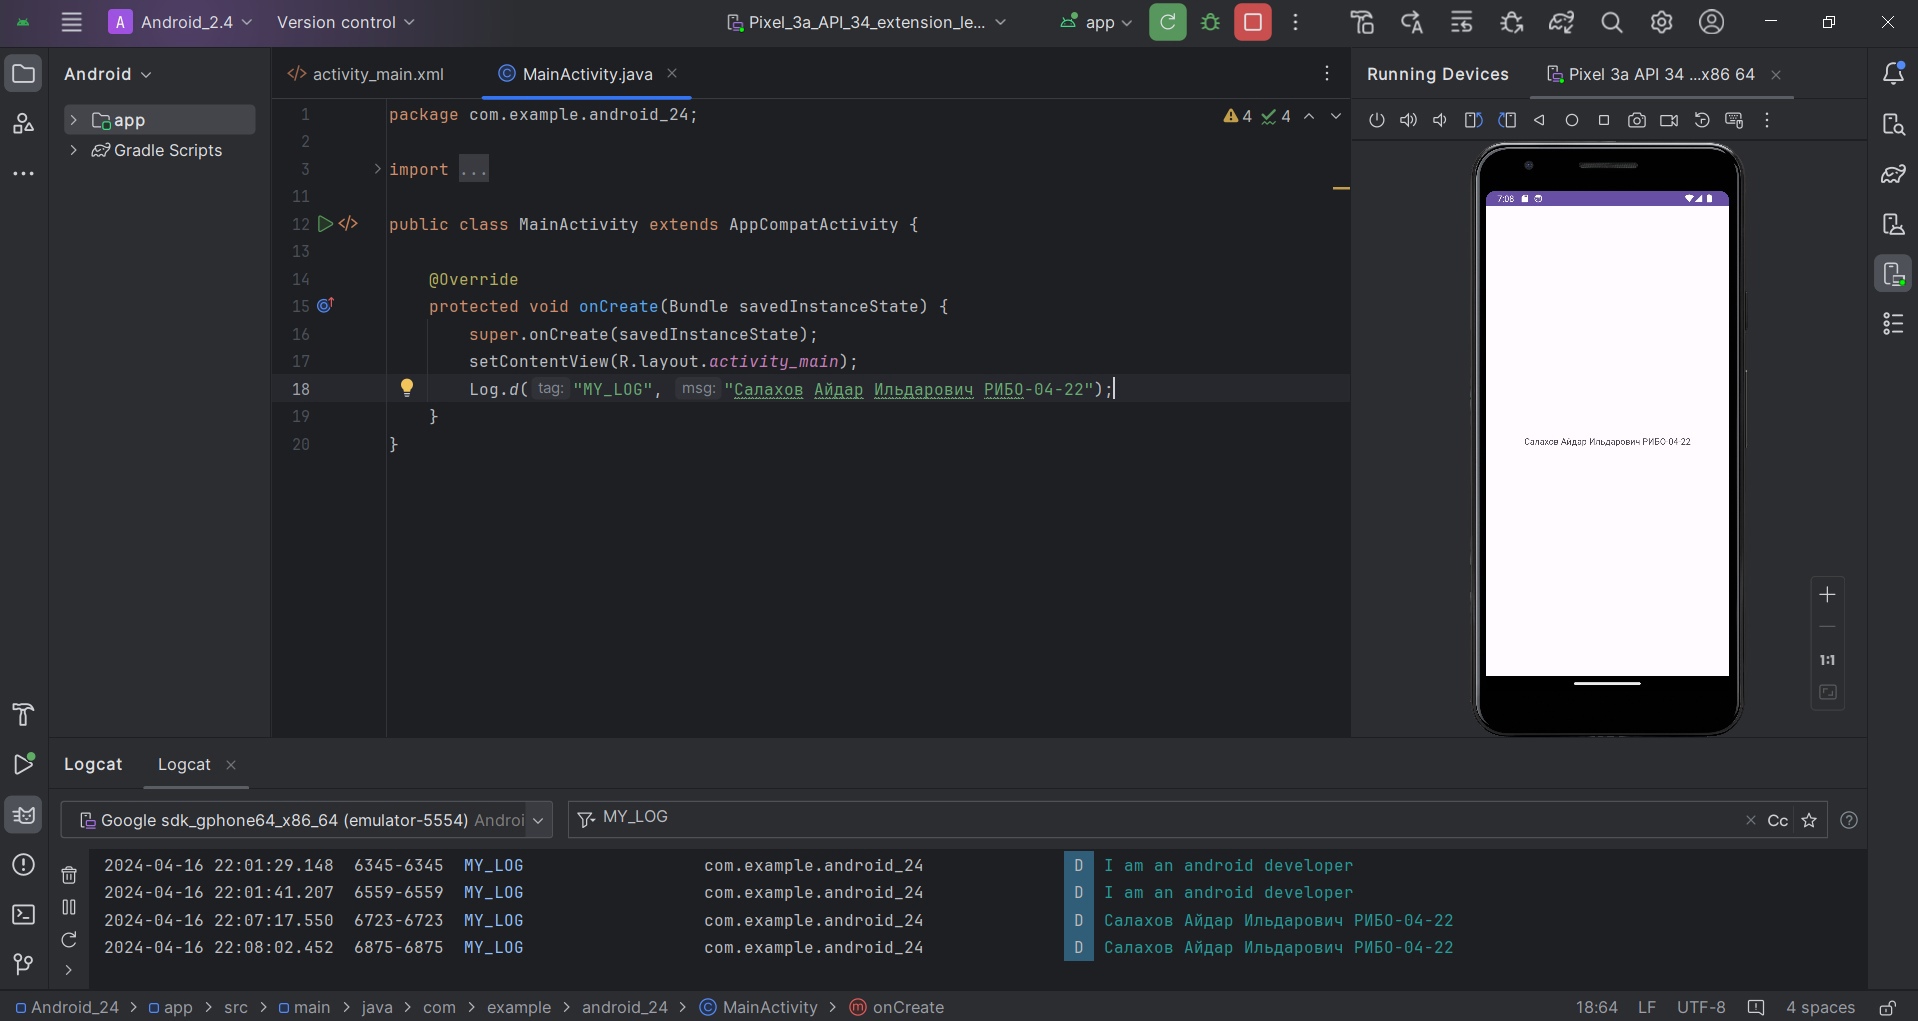 A Android_2.4 Version control Pixel_3a_API_34_extension_le... app
Android
activity_main.xml MainActivity.java
Running Devices Pixel 3a API 34 ...x86 64
app
Gradle Scripts
1 package com.example.android_24;
4 4
2
3 import ...
11
12 public class MainActivity extends AppCompatActivity {
13
14 @Override
15 protected void onCreate(Bundle savedInstanceState) {
16 super.onCreate(savedInstanceState);
17 setContentView(R.layout.activity_main);
18 Log.d( tag: "MY_LOG", msg: "Салахов Айдар Ильдарович РИБО-04-22");
19 }
20 }
7:08
Салахов Айдар Ильдарович РИБО-04-22
1:1
Logcat Logcat
Google sdk_gphone64_x86_64 (emulator-5554) Androi MY_LOG Cc
2024-04-16 22:01:29.148 6345-6345 MY_LOG com.example.android_24 D I am an android developer
2024-04-16 22:01:41.207 6559-6559 MY_LOG com.example.android_24 D I am an android developer
2024-04-16 22:07:17.550 6723-6723 MY_LOG com.example.android_24 D Салахов Айдар Ильдарович РИБО-04-22
2024-04-16 22:08:02.452 6875-6875 MY_LOG com.example.android_24 D Салахов Айдар Ильдарович РИБО-04-22
Android_24 > app > src > main > java > com > example > android_24 > MainActivity > onCreate 18:64 LF UTF-8 4 spaces